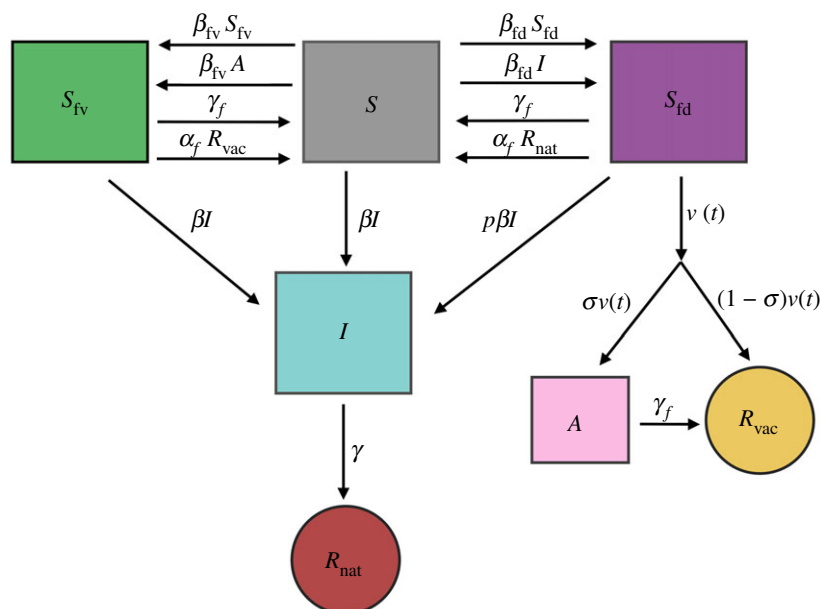 β_fv S_fv
β_fv A
γ_f
α_f R_vac
β_fd S_fd
β_fd I
γ_f
α_f R_nat
S_fv
S
S_fd
βI
βI
pβI
v (t)
σv(t)
(1 − σ)v(t)
I
A
γ_f
R_vac
γ
R_nat